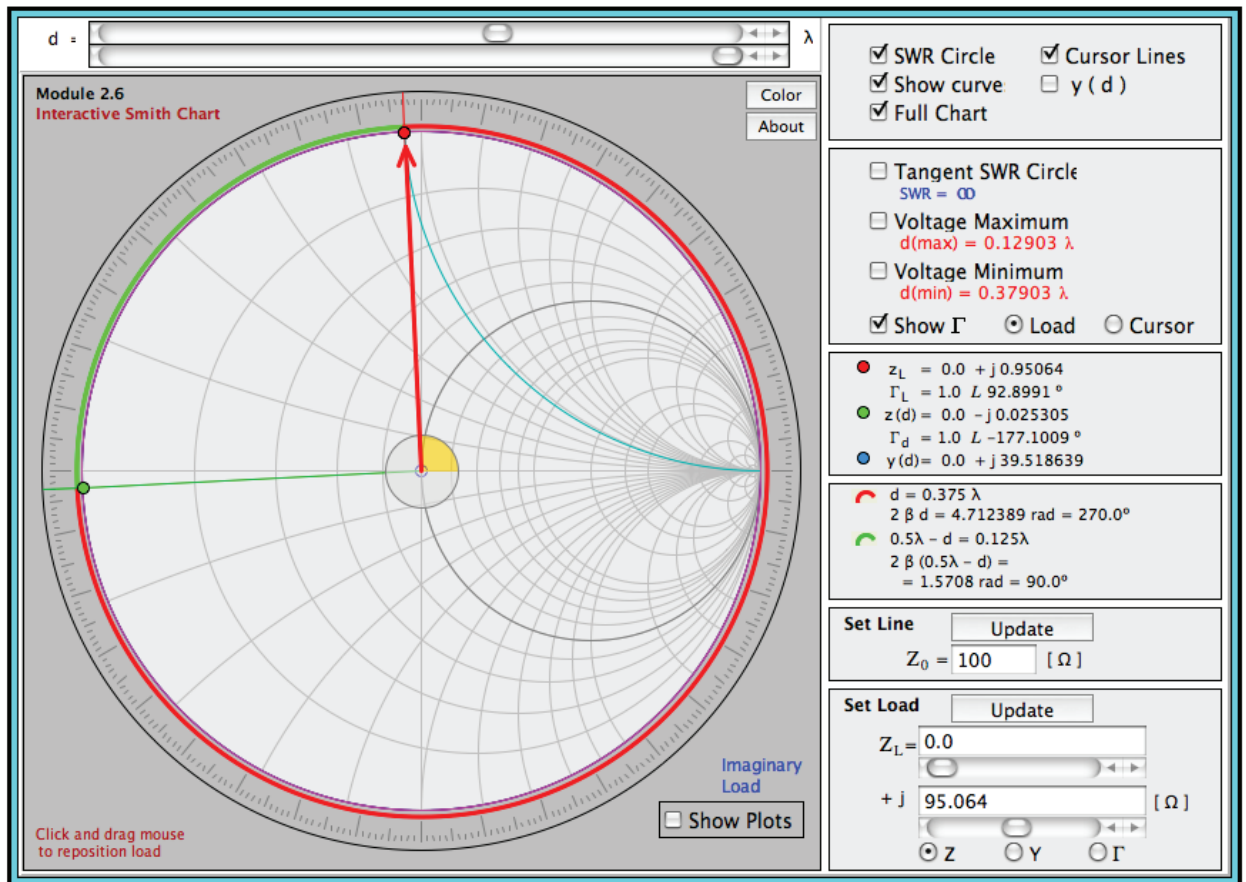 d = λ
Module 2.6
Interactive Smith Chart
Color
About
Imaginary
Load
Show Plots
Click and drag mouse
to reposition load
SWR Circle Cursor Lines
Show curve y ( d )
Full Chart
Tangent SWR Circle
SWR = ∞
Voltage Maximum
d(max) = 0.12903 λ
Voltage Minimum
d(min) = 0.37903 λ
Show Γ Load Cursor
z_L = 0.0 + j 0.95064
Γ_L = 1.0 ∠ 92.8991 º
z (d) = 0.0 - j 0.025305
Γ_d = 1.0 ∠ -177.1009 º
y (d)= 0.0 + j 39.518639
d = 0.375 λ
2 β d = 4.712389 rad = 270.0º
0.5λ - d = 0.125λ
2 β (0.5λ - d) =
= 1.5708 rad = 90.0º
Set Line Update
Z_0 = 100 [ Ω ]
Set Load Update
Z_L= 0.0
+ j 95.064 [ Ω ]
Z Y Γ